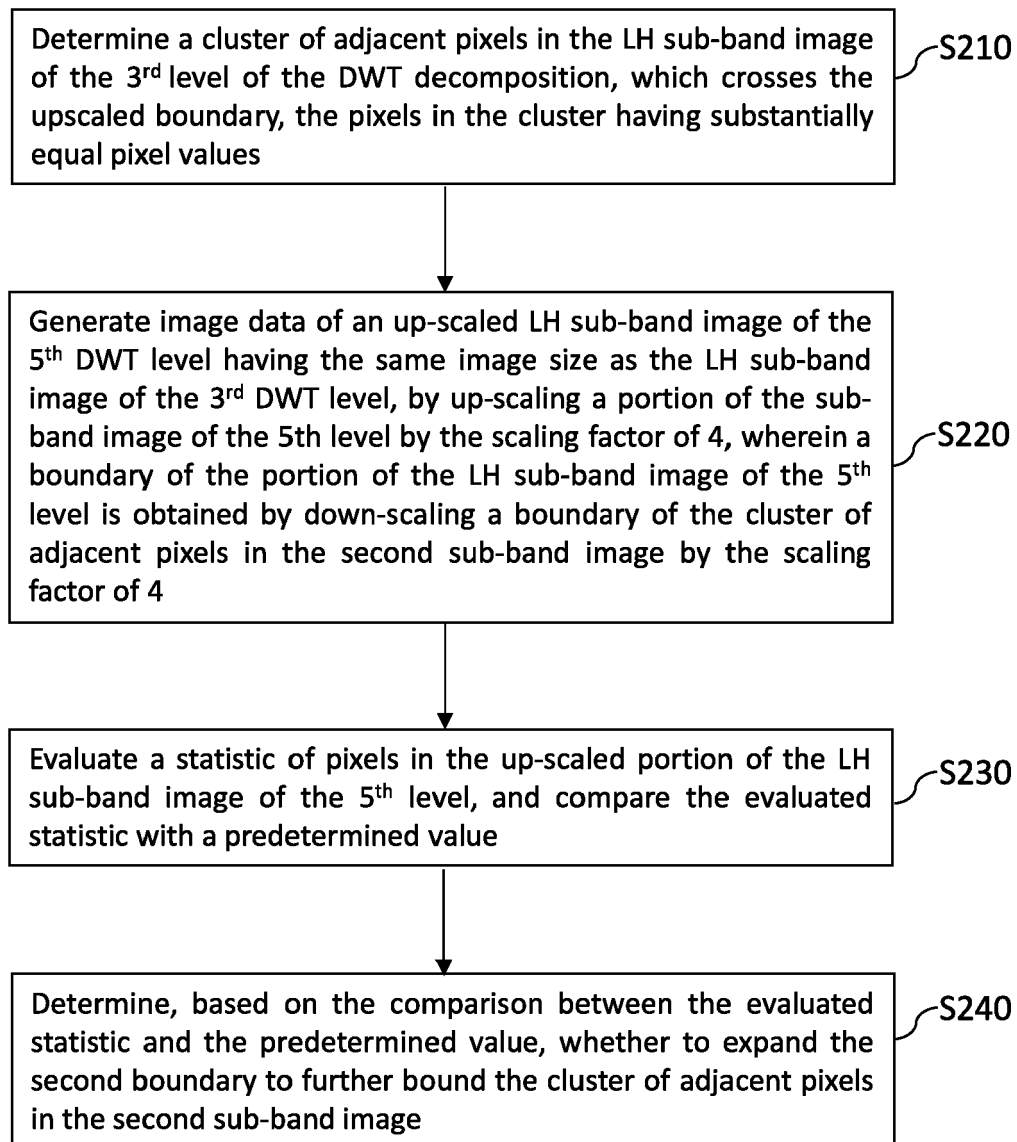 Determine a cluster of adjacent pixels in the LH sub-band image
of the 3rd level of the DWT decomposition, which crosses the
upscaled boundary, the pixels in the cluster having substantially
equal pixel values
S210
Generate image data of an up-scaled LH sub-band image of the
5th DWT level having the same image size as the LH sub-band
image of the 3rd DWT level, by up-scaling a portion of the sub-
band image of the 5th level by the scaling factor of 4, wherein a
boundary of the portion of the LH sub-band image of the 5th
level is obtained by down-scaling a boundary of the cluster of
adjacent pixels in the second sub-band image by the scaling
factor of 4
S220
Evaluate a statistic of pixels in the up-scaled portion of the LH
sub-band image of the 5th level, and compare the evaluated
statistic with a predetermined value
S230
Determine, based on the comparison between the evaluated
statistic and the predetermined value, whether to expand the
second boundary to further bound the cluster of adjacent pixels
in the second sub-band image
S240